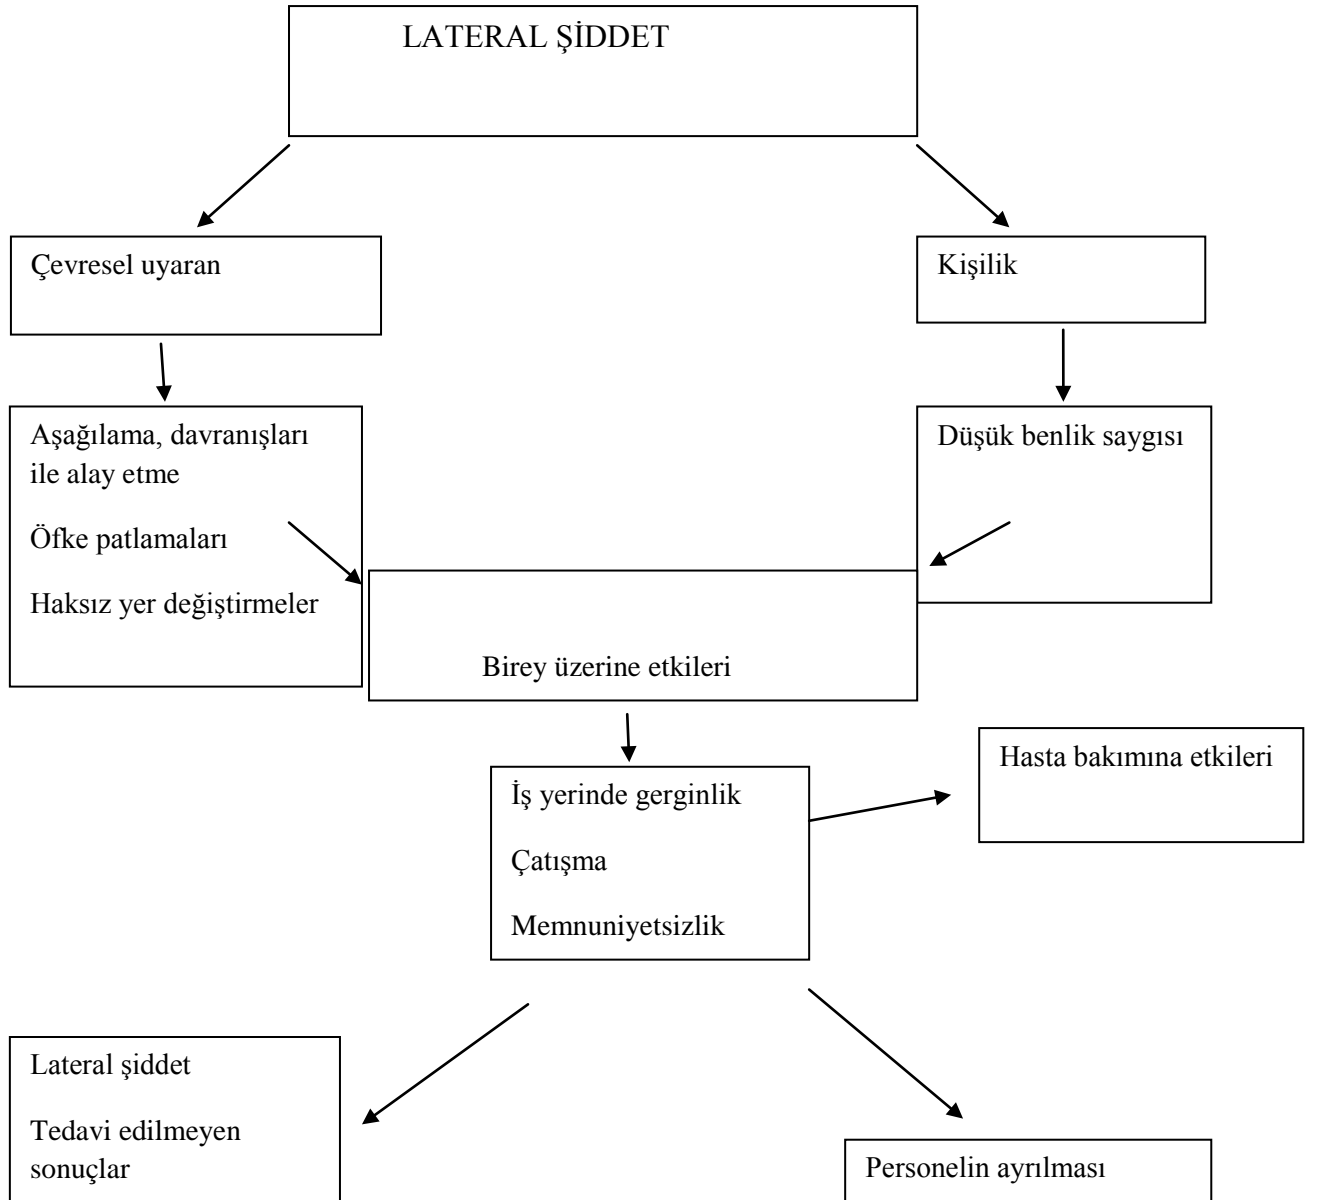 LATERAL ŞİDDET
Çevresel uyaran
Kişilik
Aşağılama, davranışları
ile alay etme
Öfke patlamaları
Haksız yer değiştirmeler
Düşük benlik saygısı
Birey üzerine etkileri
İş yerinde gerginlik
Çatışma
Memnuniyetsizlik
Hasta bakımına etkileri
Lateral şiddet
Tedavi edilmeyen
sonuçlar
Personelin ayrılması